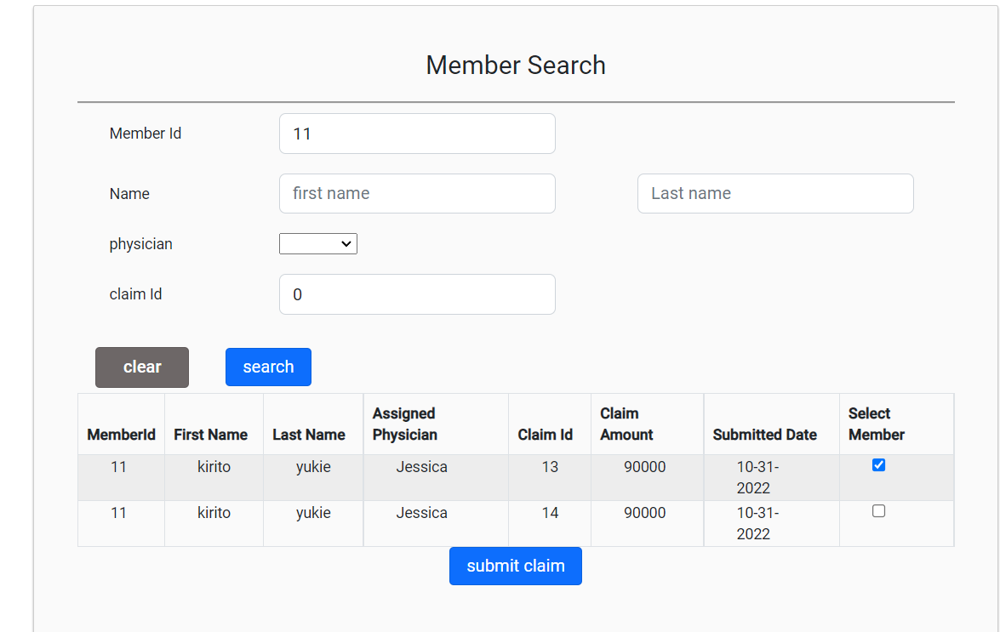 Member Search
Member Id 11
Name first name Last name
physician
claim Id 0
clear search
MemberId First Name Last Name Assigned Physician Claim Id Claim Amount Submitted Date Select Member
11 kirito yukie Jessica 13 90000 10-31-2022
11 kirito yukie Jessica 14 90000 10-31-2022
submit claim